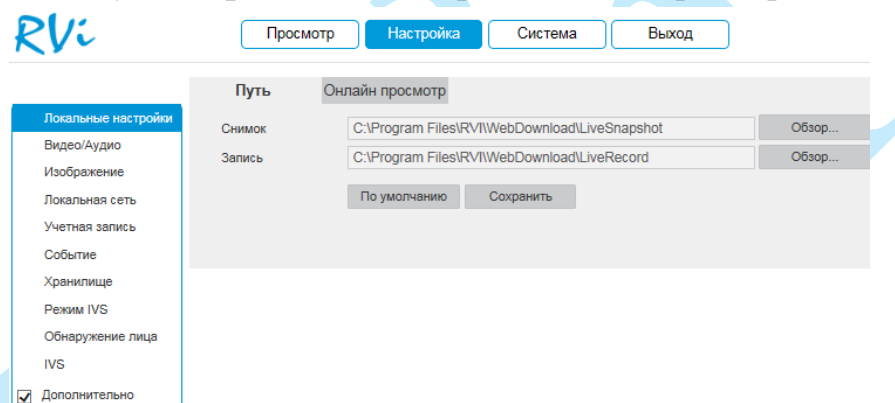 RVi
Просмотр Настройка Система Выход
Путь Онлайн просмотр
Снимок C:\Program Files\RVI\WebDownload\LiveSnapshot Обзор...
Запись C:\Program Files\RVI\WebDownload\LiveRecord Обзор...
По умолчанию Сохранить
Локальные настройки
Видео/Аудио
Изображение
Локальная сеть
Учетная запись
Событие
Хранилище
Режим IVS
Обнаружение лица
IVS
Дополнительно